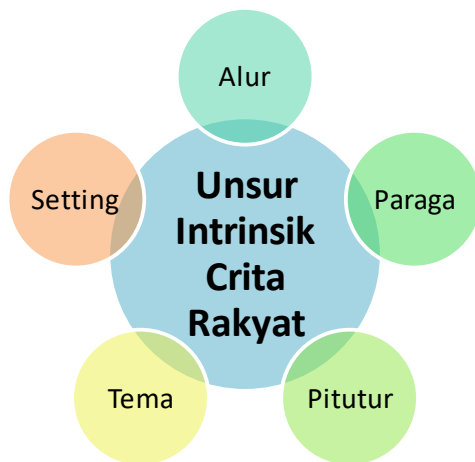 Alur
Setting
Unsur
Intrinsik
Crita
Rakyat
Paraga
Tema
Pitutur